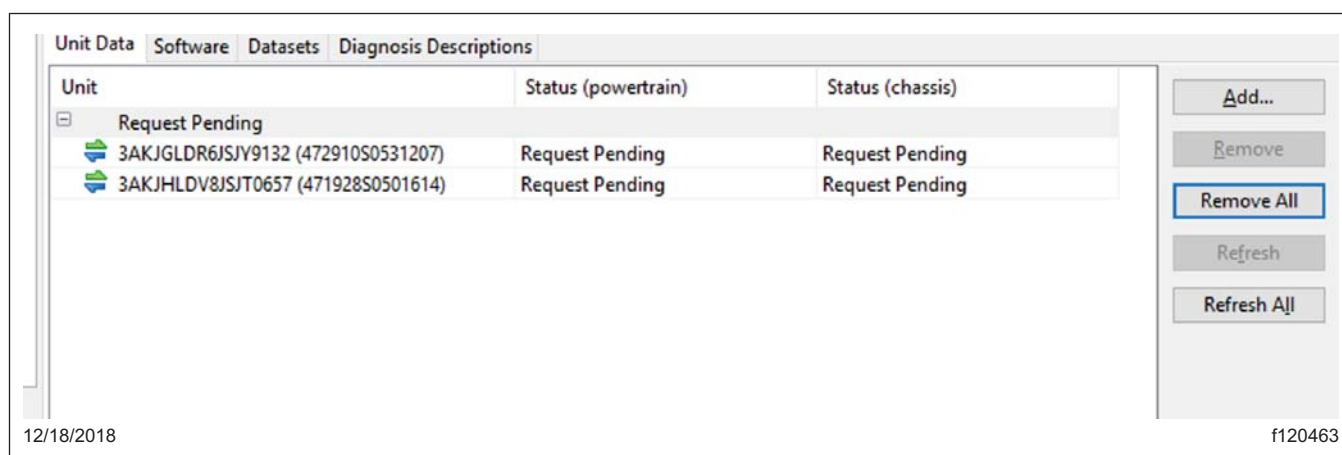 Unit Data Software Datasets Diagnosis Descriptions
Unit Status (powertrain) Status (chassis)
Request Pending
3AKJGLDR6JSJY9132 (472910S0531207) Request Pending Request Pending
3AKJHLDV8JSJT0657 (471928S0501614) Request Pending Request Pending
Add...
Remove
Remove All
Refresh
Refresh All
12/18/2018 f120463